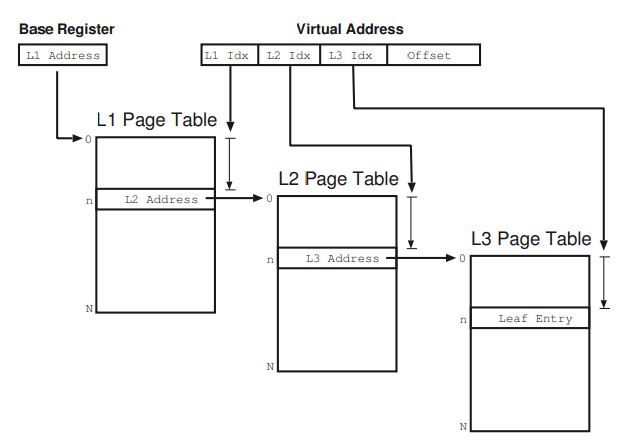 Base Register
Virtual Address
L1 Address
L1 Idx L2 Idx L3 Idx Offset
L1 Page Table
0
n L2 Address
N
L2 Page Table
0
n L3 Address
N
L3 Page Table
0
n Leaf Entry
N